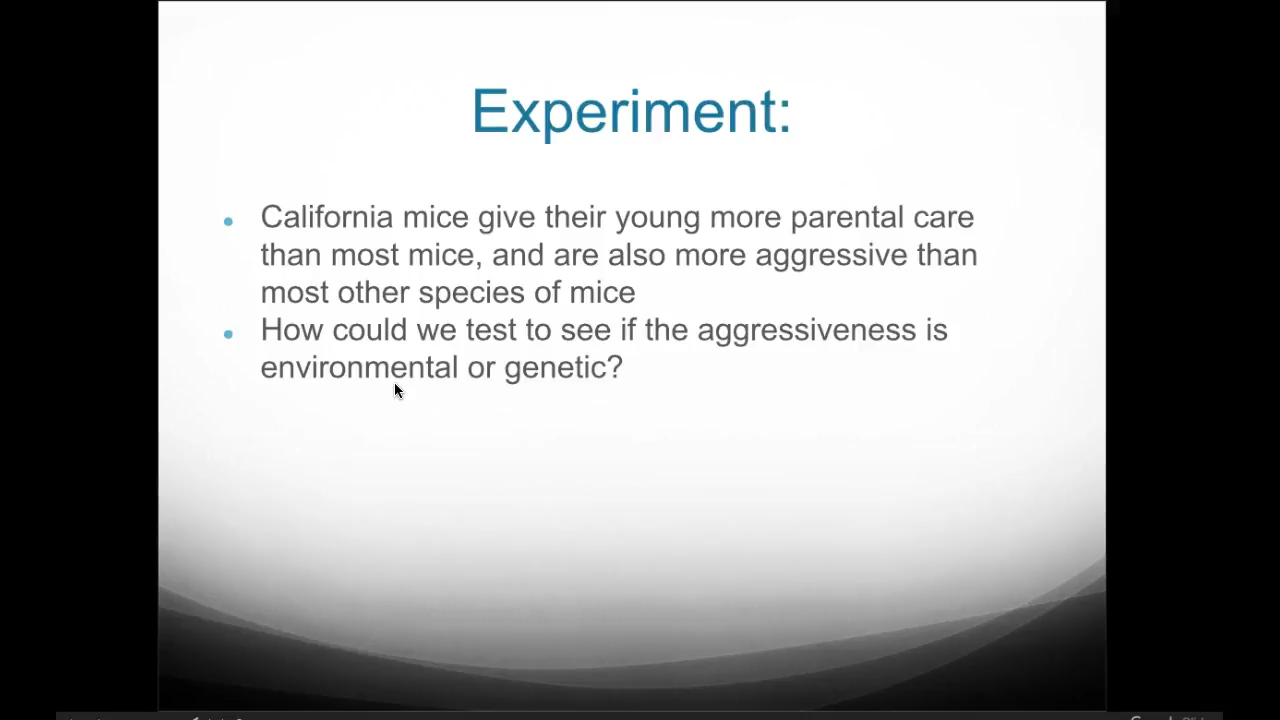 Experiment:
California mice give their young more parental care
than most mice, and are also more aggressive than
most other species of mice
How could we test to see if the aggressiveness is
environmental or genetic?